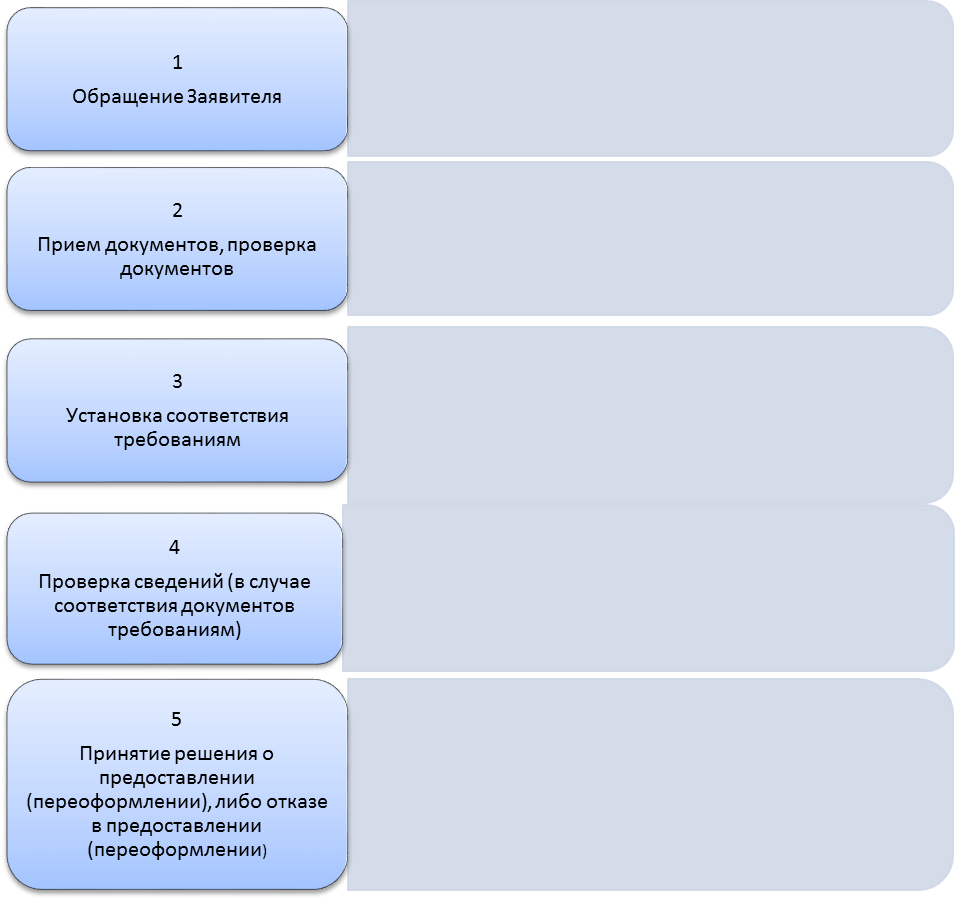 1
Обращение Заявителя
2
Прием документов, проверка
документов
3
Установка соответствия
требованиям
4
Проверка сведений (в случае
соответствия документов
требованиям)
5
Принятие решения о
предоставлении
(переоформлении), либо отказе
в предоставлении
(переоформлении)